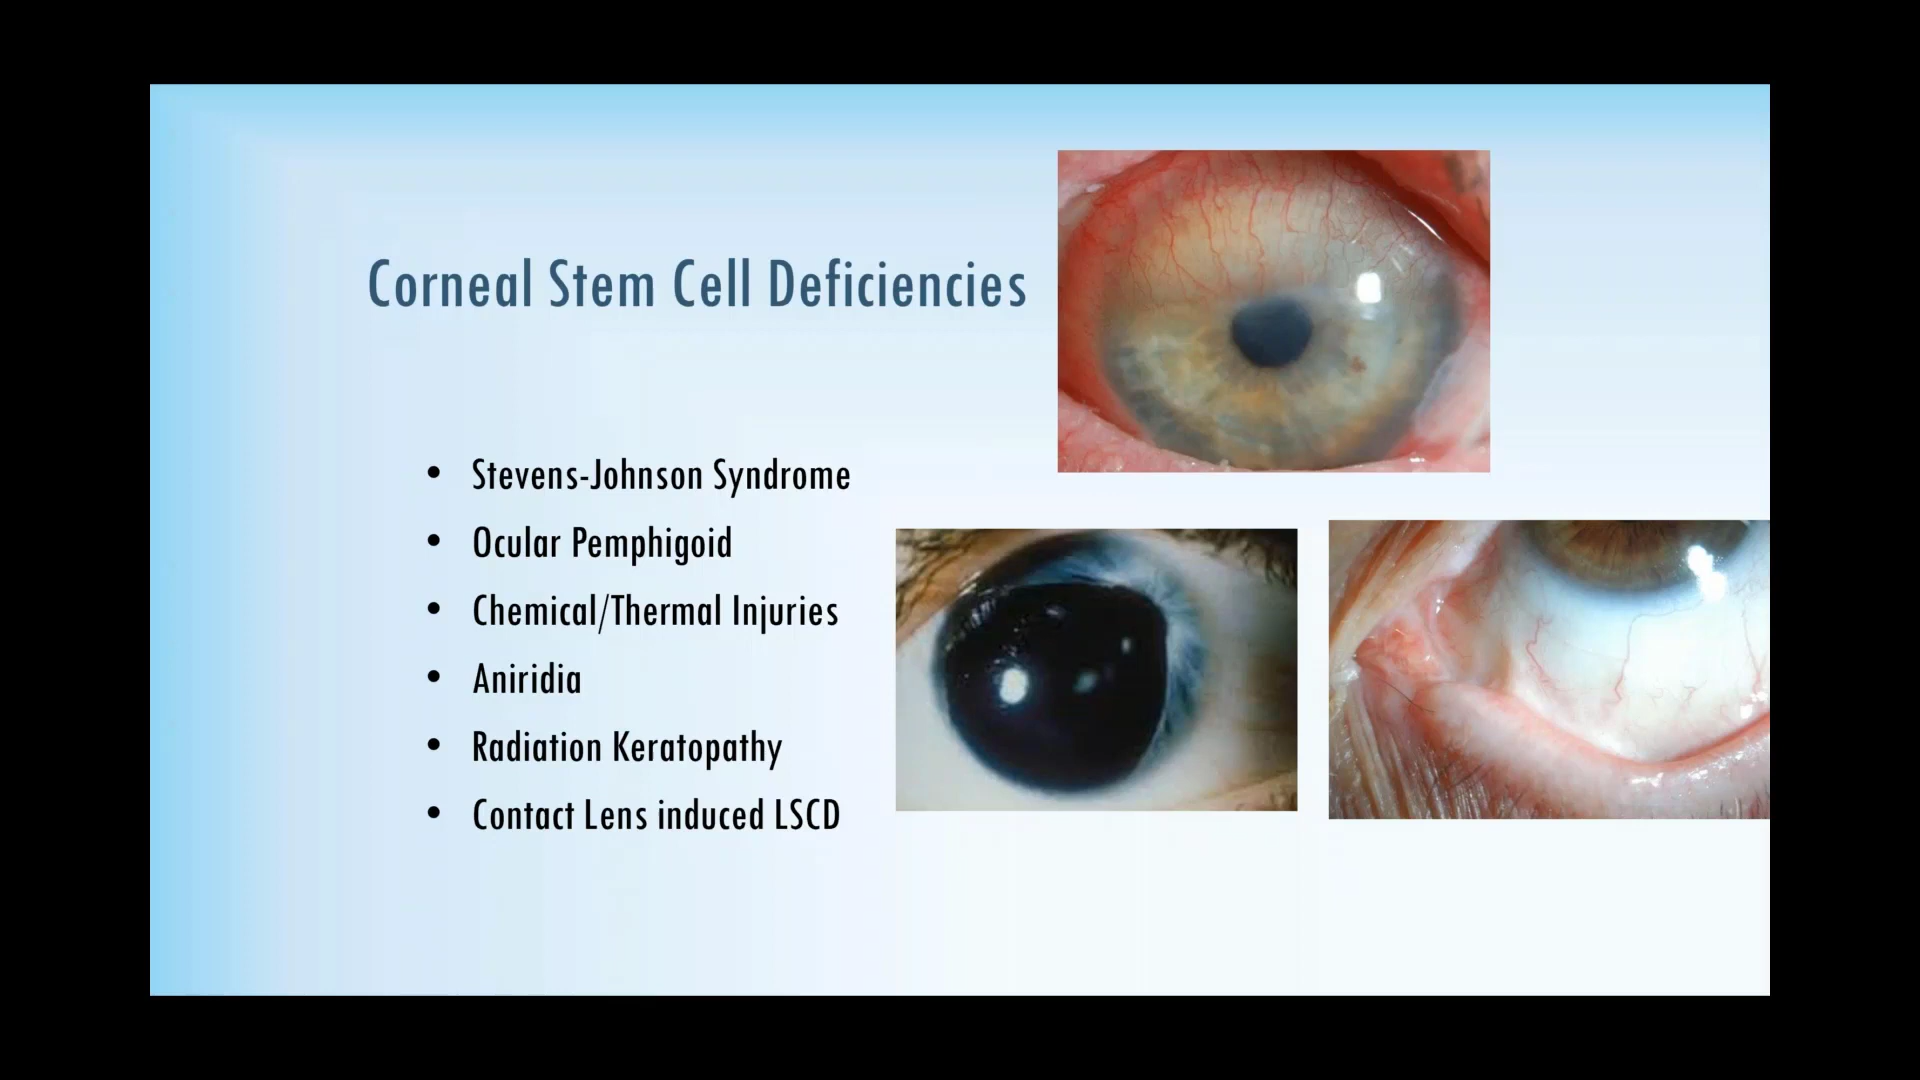 Corneal Stem Cell Deficiencies
• Stevens-Johnson Syndrome
• Ocular Pemphigoid
• Chemical/Thermal Injuries
• Aniridia
• Radiation Keratopathy
• Contact Lens induced LSCD